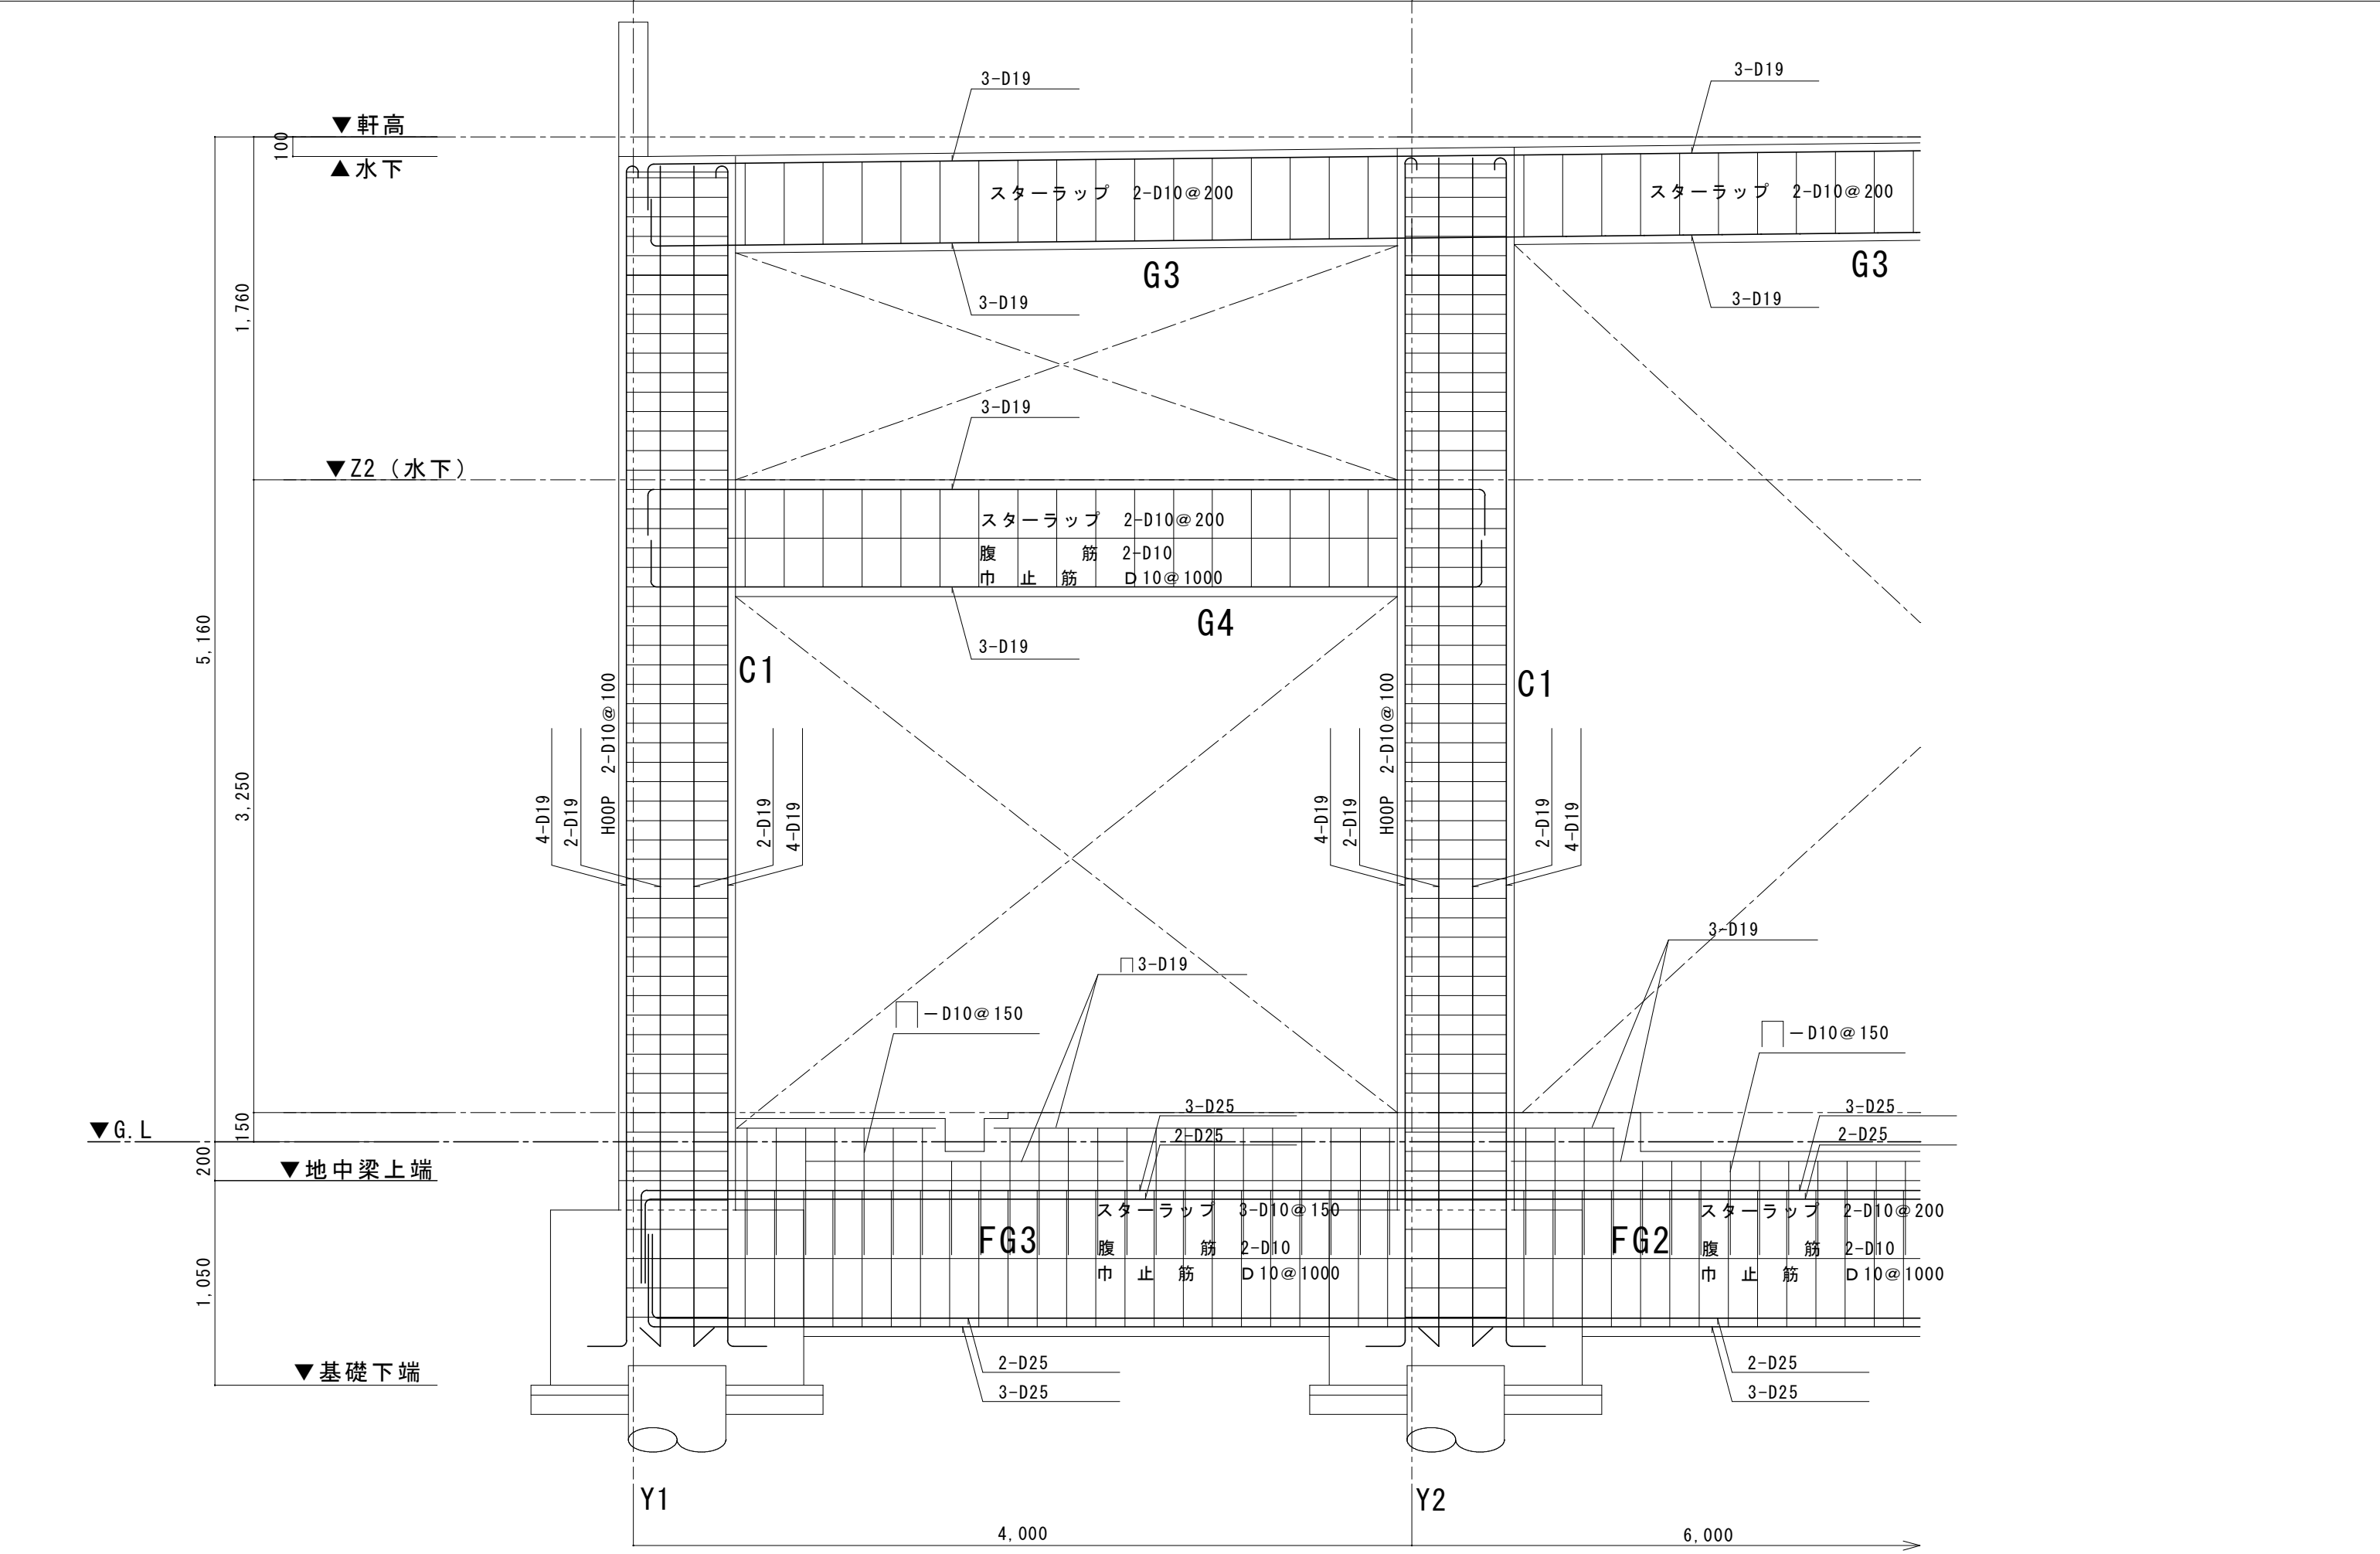 3-D19
3-D19
▼軒高
100
▲水下
スターラップ 2-D10@200
スターラップ 2-D10@200
G3
G3
3-D19
3-D19
1,760
3-D19
▼Z2（水下）
スターラップ 2-D10@200
腹 筋 2-D10
巾 止 筋 D10@1000
G4
3-D19
5,160
C1
C1
3,250
4-D19
2-D19
HOOP 2-D10@100
2-D19
4-D19
4-D19
2-D19
HOOP 2-D10@100
2-D19
4-D19
3-D19
3-D19
－D10@150
－D10@150
3-D25
3-D25
150
▼G.L
2-D25
2-D25
200
▼地中梁上端
スターラップ 3-D10@150
スターラップ 2-D10@200
FG3
FG2
腹 筋 2-D10
腹 筋 2-D10
巾 止 筋 D10@1000
巾 止 筋 D10@1000
1,050
2-D25
2-D25
▼基礎下端
3-D25
3-D25
Y1
Y2
4,000
6,000